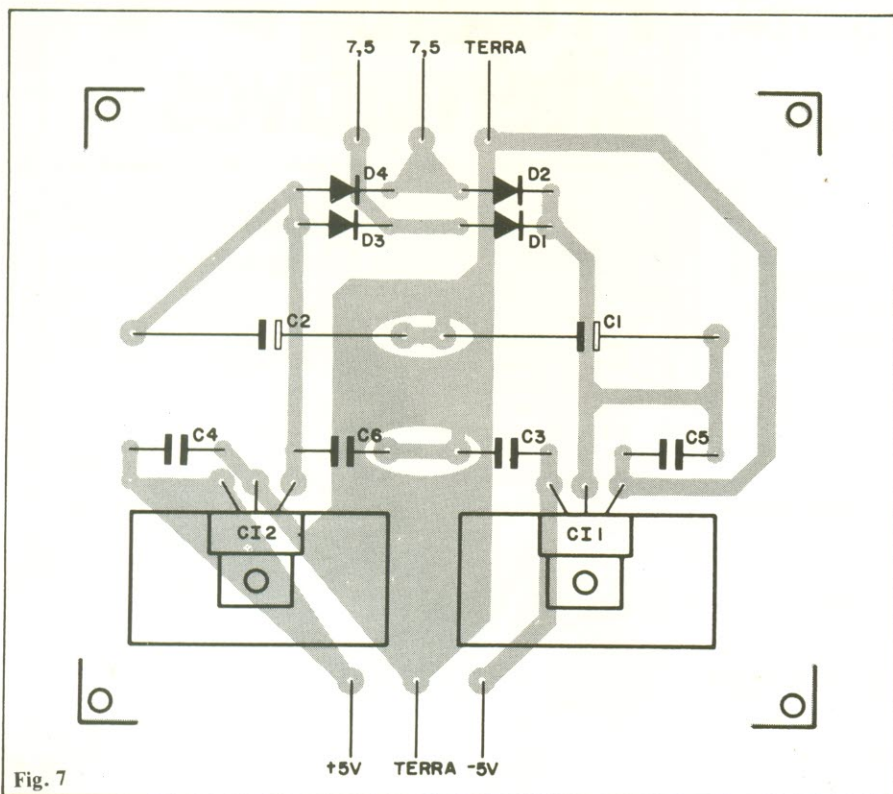 7,5 7,5 TERRA
D4 D2
D3 D1
C2 C1
C4 C6 C3 C5
CI2 CI1
+5V TERRA -5V
Fig. 7